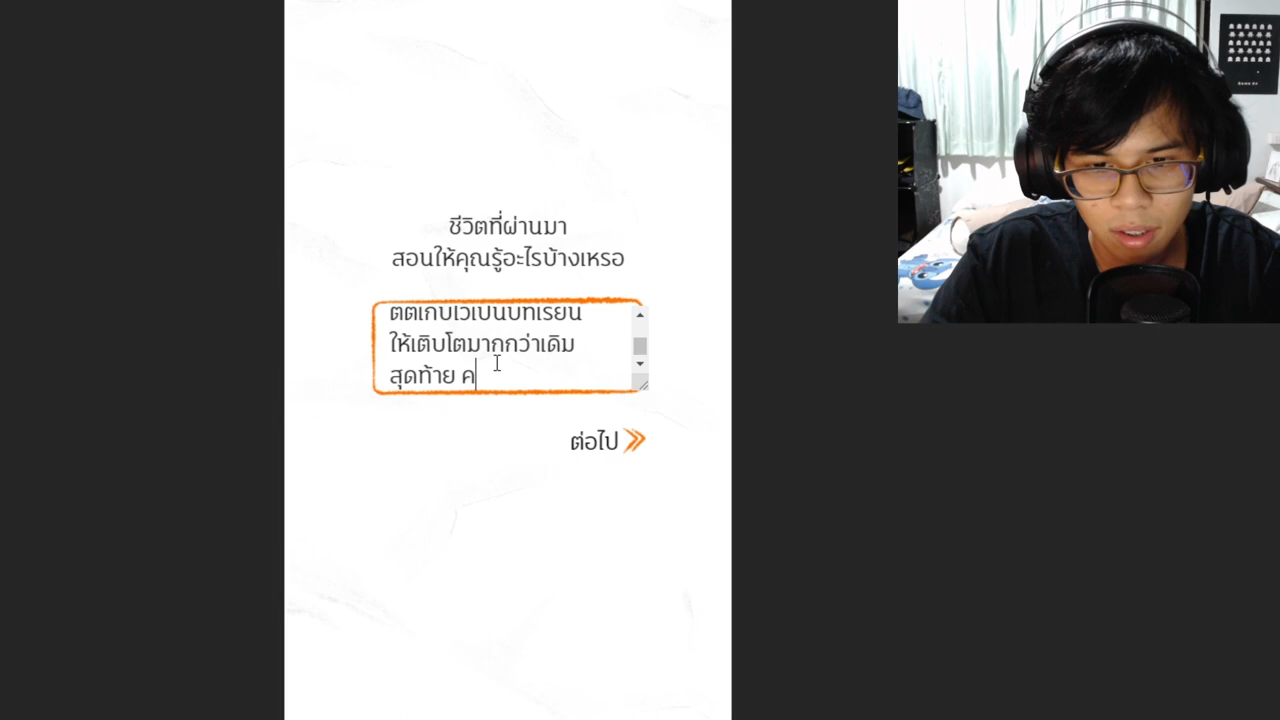 ชีวิตที่ผ่านมา
สอนให้คุณรู้อะไรบ้างเหรอ
ให้เติบโตมากกว่าเดิม
สุดท้าย ค
ต่อไป